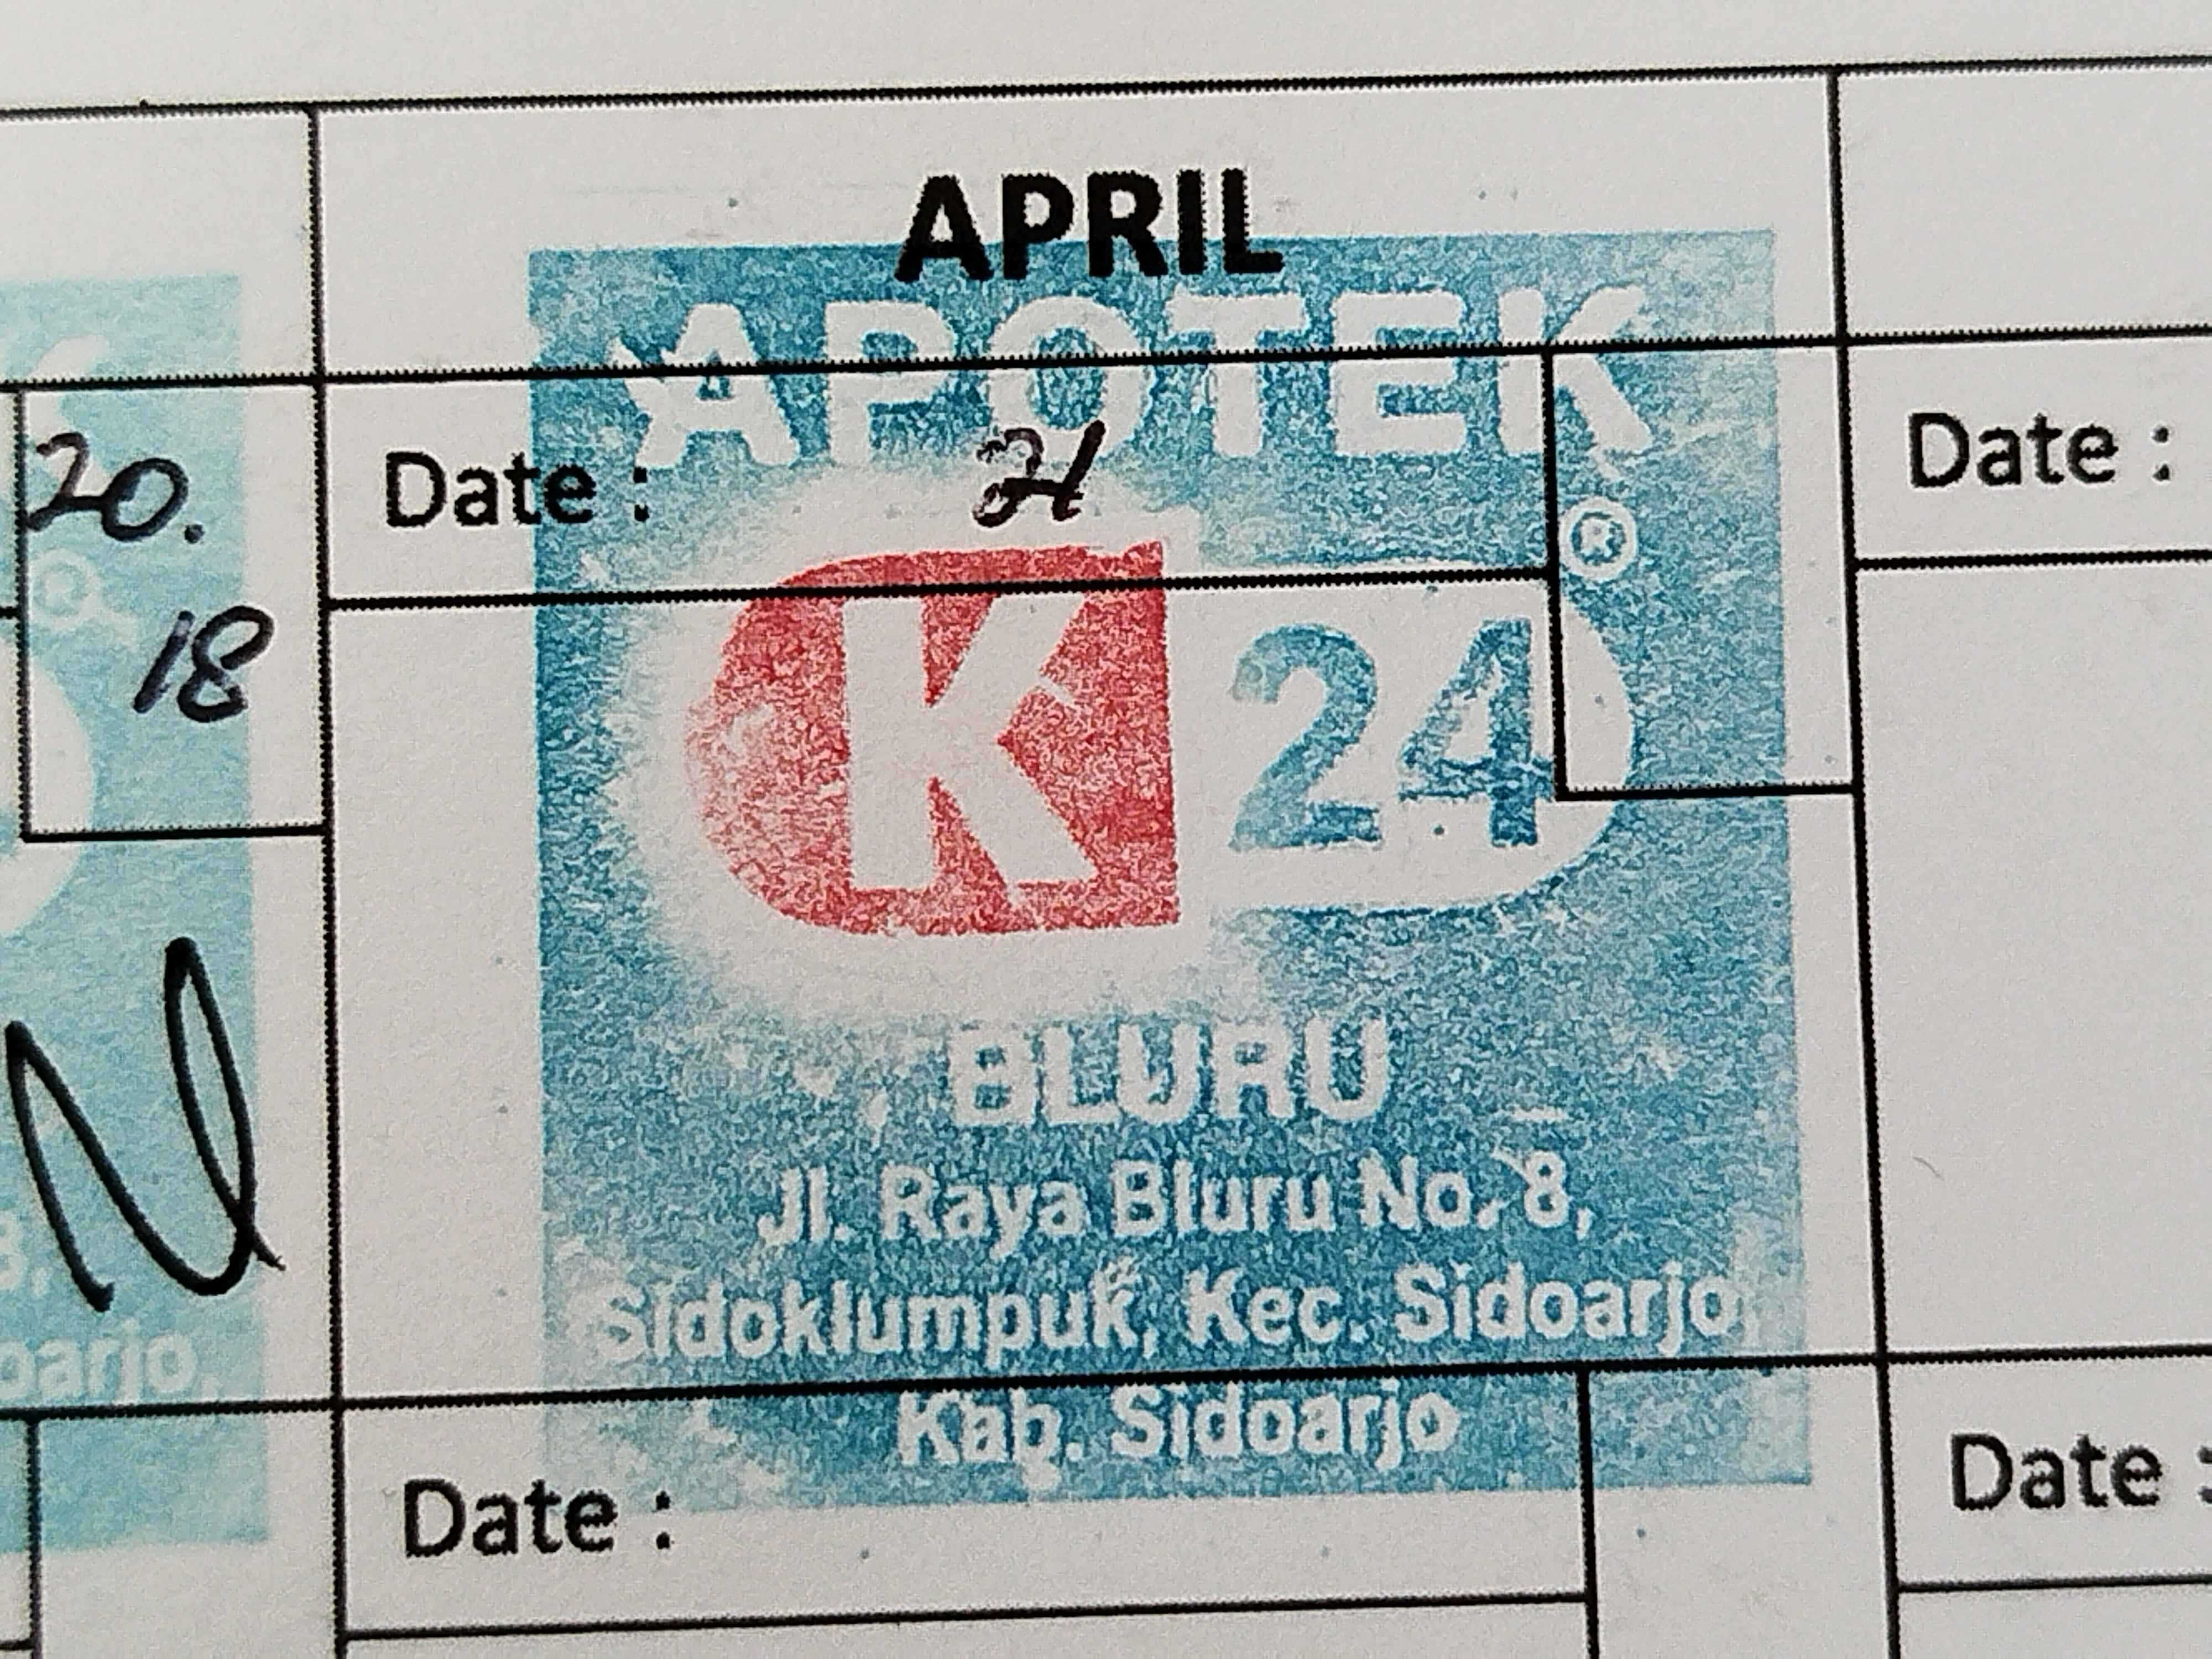 APRIL
APOTEK
Date : 21
Date :
20.
18
®
K 24
BLURU
Jl. Raya Bluru No. 8,
Sidoklumpuk, Kec. Sidoarjo,
Kab. Sidoarjo
oarjo,
Date :
Date :